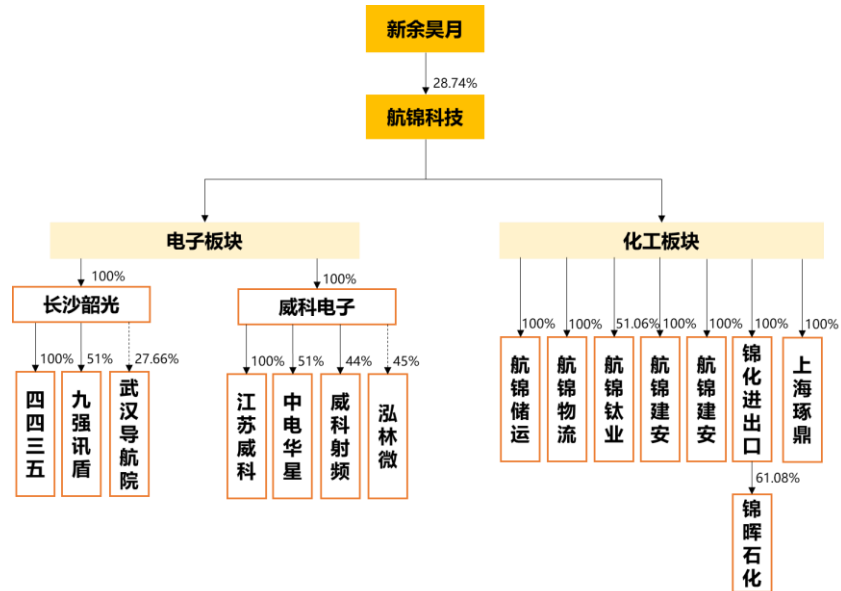 新余昊月
28.74%
航锦科技
电子板块
化工板块
100%
100%
长沙韶光
威科电子
100%
51%
27.66%
100%
51%
44%
45%
100%
100%
51.06%
100%
100%
100%
100%
四四三五
九强讯盾
武汉导航院
江苏威科
中电华星
威科射频
泓林微
航锦储运
航锦物流
航锦钛业
航锦建安
航锦建安
锦化进出口
上海琢鼎
61.08%
锦晖石化